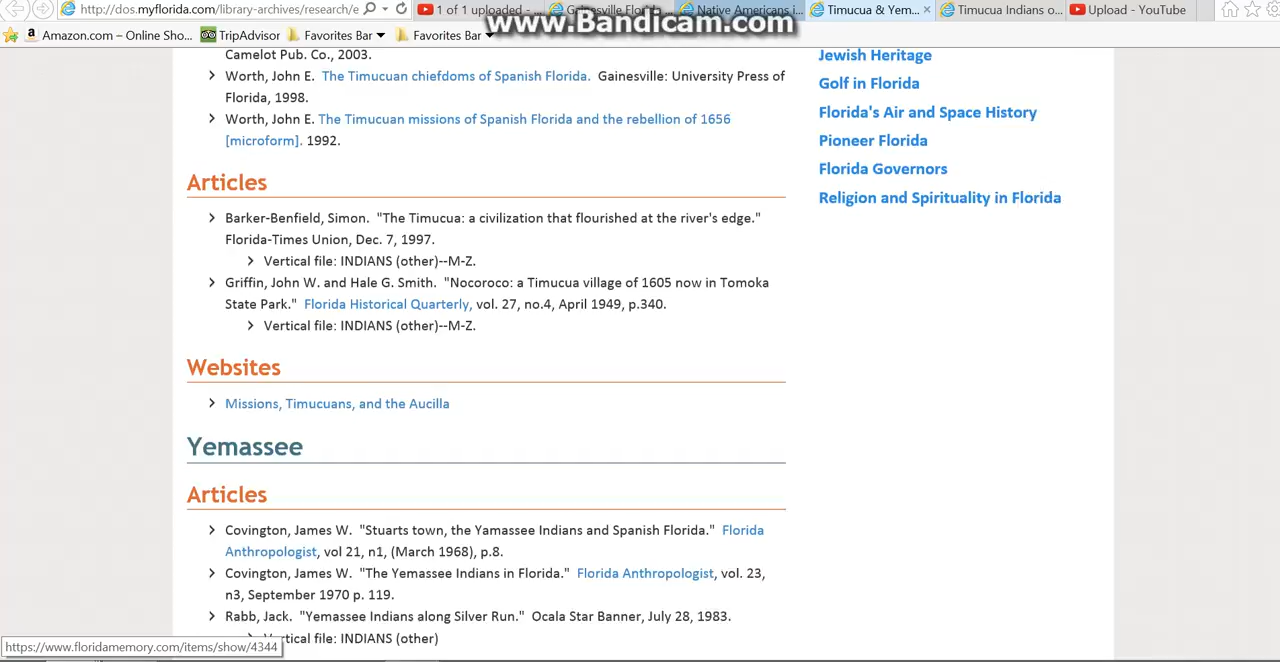 http://dos.myflorida.com/library-archives/research/e
1 of 1 uploaded - ...
Gainesville Florida
Native Americans i...
Timucua & Yem...
Timucua Indians o...
Upload - YouTube
www.Bandicam.com
Amazon.com – Online Sho...
TripAdvisor
Favorites Bar
Favorites Bar
Camelot Pub. Co., 2003.
Worth, John E. The Timucuan chiefdoms of Spanish Florida. Gainesville: University Press of
Florida, 1998.
Worth, John E. The Timucuan missions of Spanish Florida and the rebellion of 1656
[microform]. 1992.
Articles
Barker-Benfield, Simon. "The Timucua: a civilization that flourished at the river's edge."
Florida-Times Union, Dec. 7, 1997.
Vertical file: INDIANS (other)--M-Z.
Griffin, John W. and Hale G. Smith. "Nocoroco: a Timucua village of 1605 now in Tomoka
State Park." Florida Historical Quarterly, vol. 27, no.4, April 1949, p.340.
Vertical file: INDIANS (other)--M-Z.
Websites
Missions, Timucuans, and the Aucilla
Yemassee
Articles
Covington, James W. "Stuarts town, the Yamassee Indians and Spanish Florida." Florida
Anthropologist, vol 21, n1, (March 1968), p.8.
Covington, James W. "The Yemassee Indians in Florida." Florida Anthropologist, vol. 23,
n3, September 1970 p. 119.
Rabb, Jack. "Yemassee Indians along Silver Run." Ocala Star Banner, July 28, 1983.
Vertical file: INDIANS (other)
https://www.floridamemory.com/items/show/4344
Jewish Heritage
Golf in Florida
Florida's Air and Space History
Pioneer Florida
Florida Governors
Religion and Spirituality in Florida